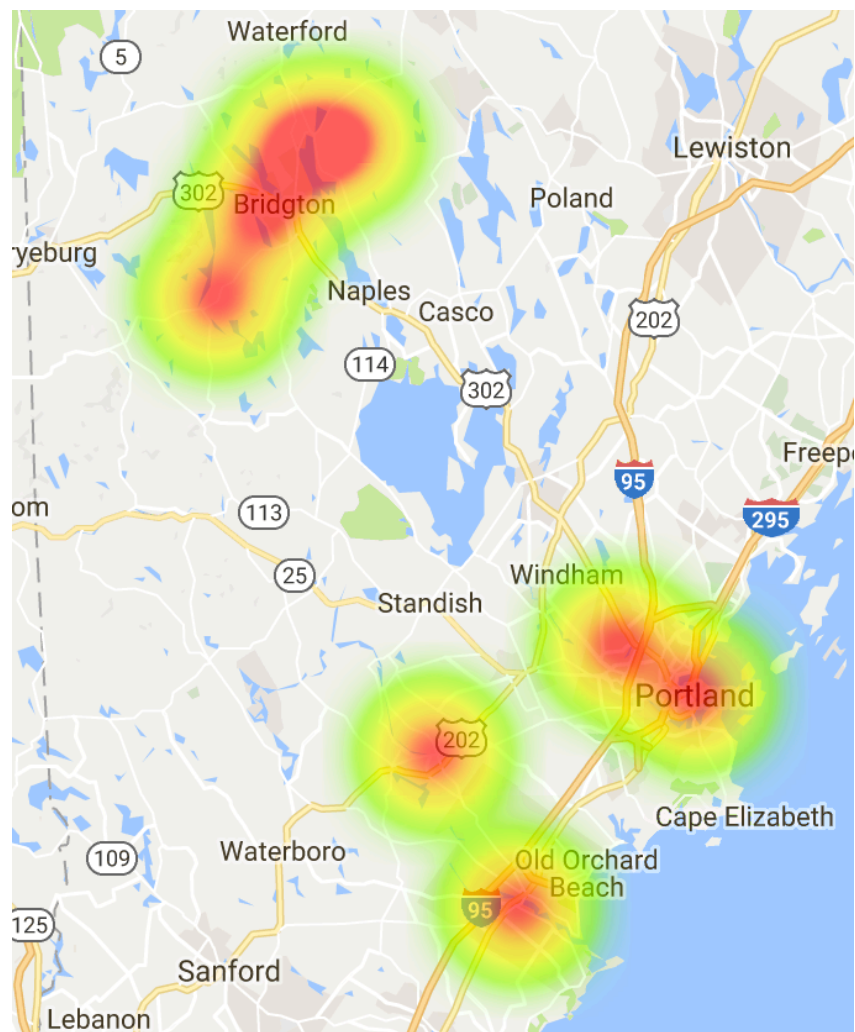 Waterford
5
Lewiston
302
Bridgton
Poland
ryeburg
Naples
Casco
202
114
302
Freepo
95
113
295
om
25
Windham
Standish
Portland
202
Cape Elizabeth
Waterboro
109
Old Orchard
Beach
95
125
Sanford
Lebanon